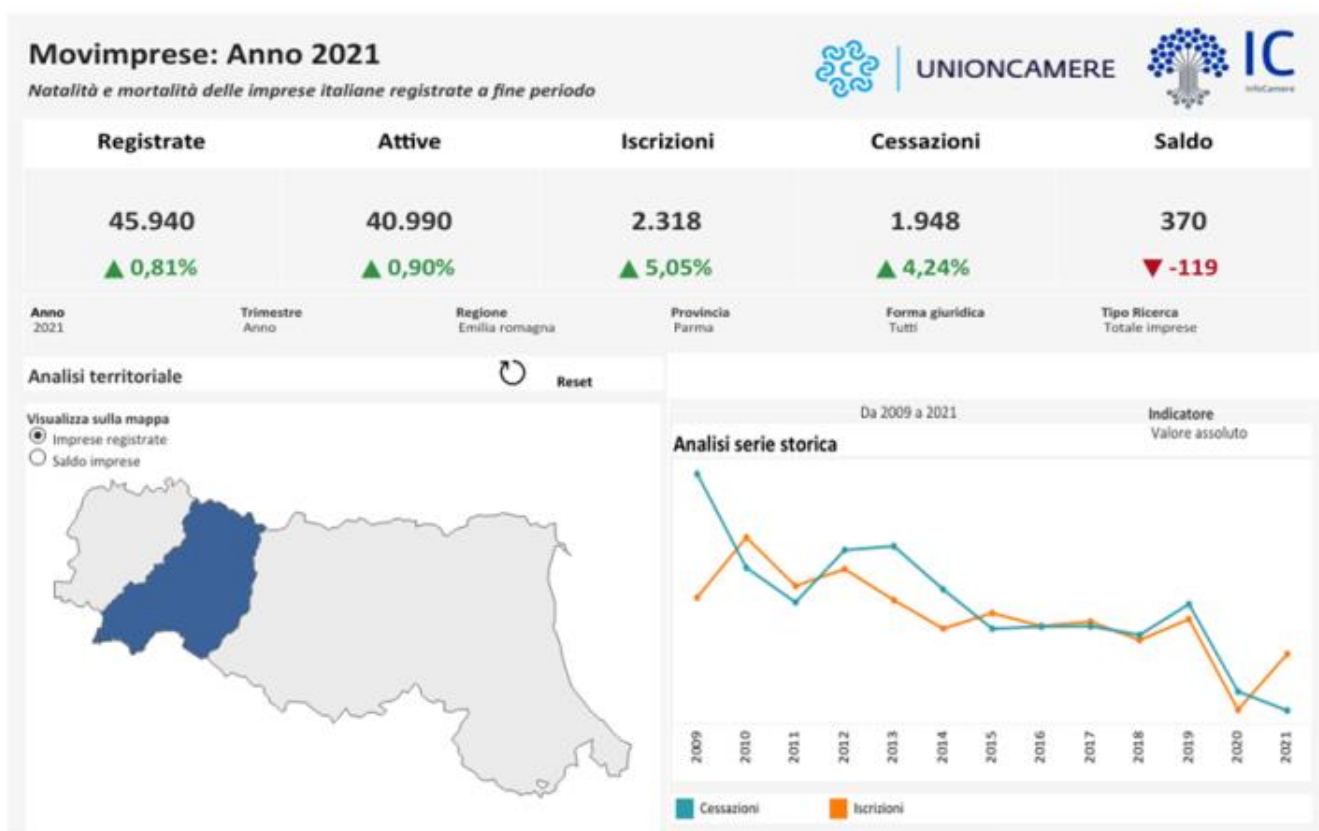 Movimprese: Anno 2021
Natalità e mortalità delle imprese italiane registrate a fine periodo
UNIONCAMERE
IC
InfoCamere
Registrate Attive Iscrizioni Cessazioni Saldo
45.940 40.990 2.318 1.948 370
▲ 0,81% ▲ 0,90% ▲ 5,05% ▲ 4,24% ▼ -119
Anno Trimestre Regione Provincia Forma giuridica Tipo Ricerca
2021 Anno Emilia romagna Parma Tutti Totale imprese
Analisi territoriale Reset
Visualizza sulla mappa
Imprese registrate
Saldo imprese
Da 2009 a 2021 Indicatore
Valore assoluto
Analisi serie storica
2009 2010 2011 2012 2013 2014 2015 2016 2017 2018 2019 2020 2021
Cessazioni Iscrizioni